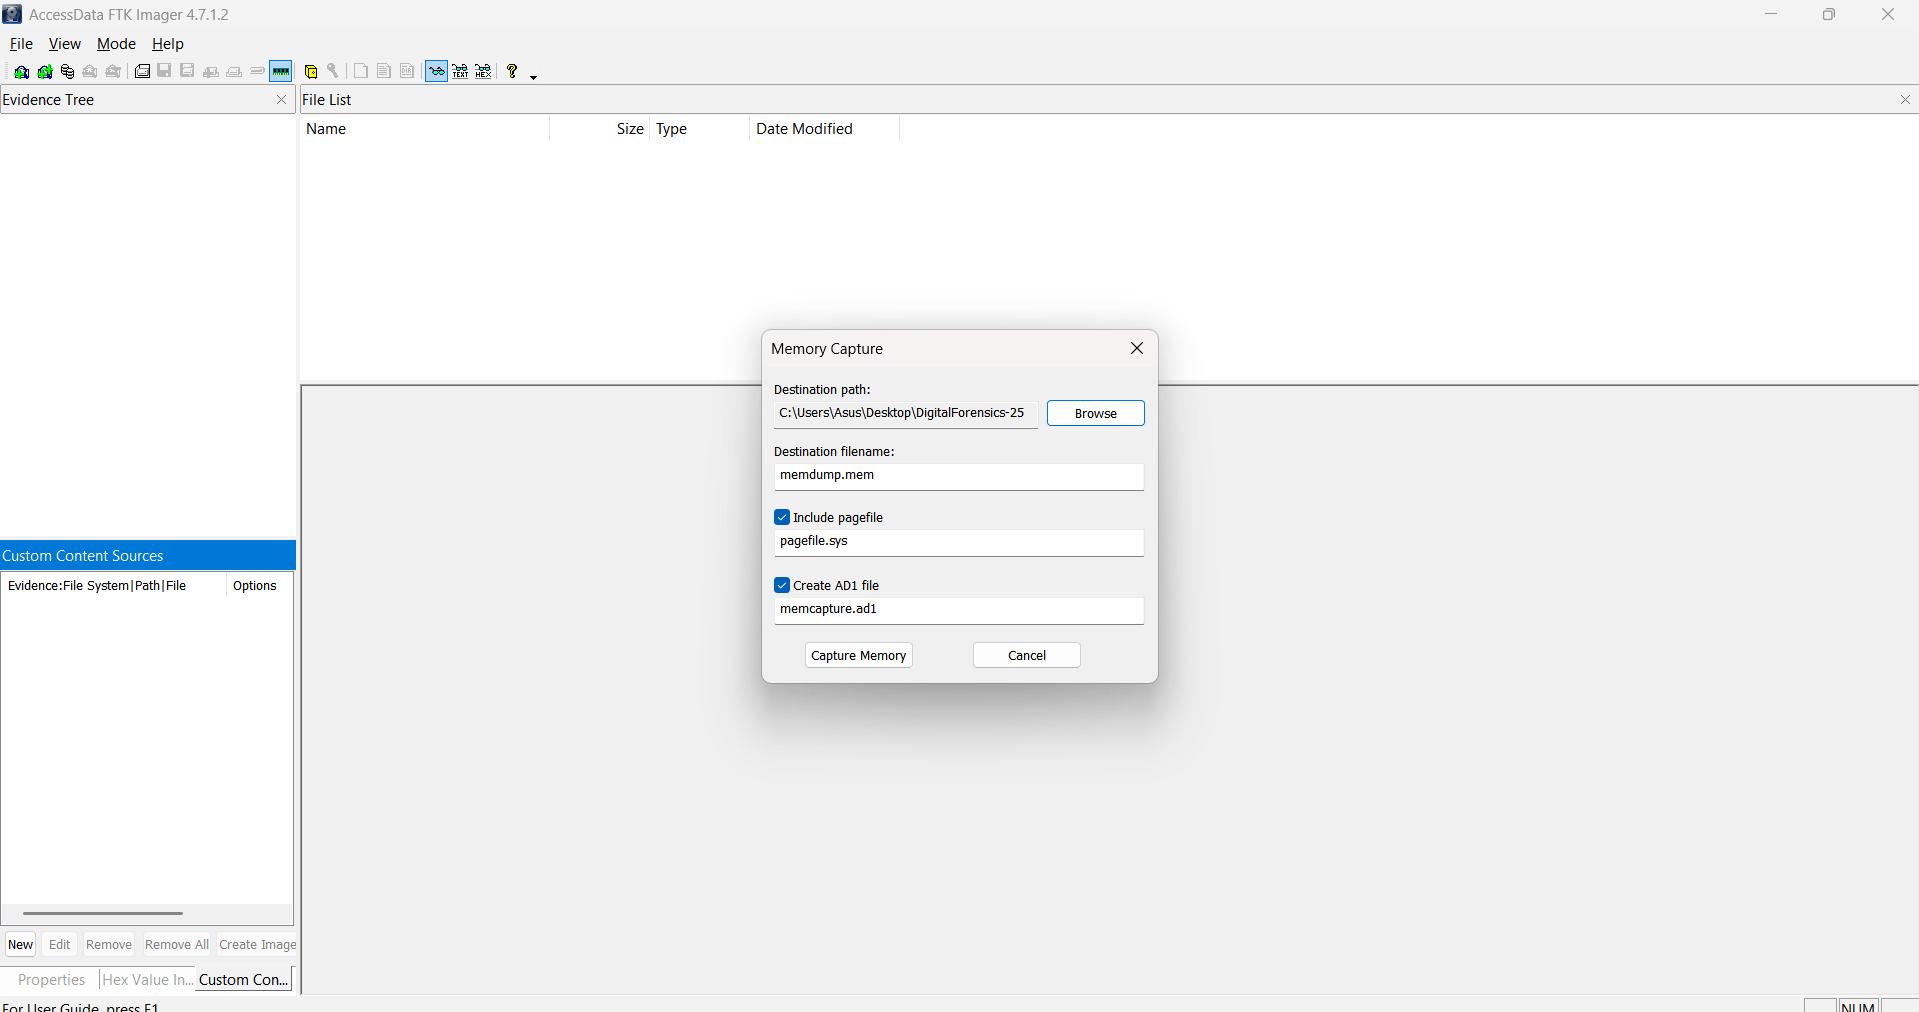 AccessData FTK Imager 4.7.1.2
File View Mode Help
Evidence Tree
File List
Name Size Type Date Modified
Memory Capture
Destination path:
C:\Users\Asus\Desktop\DigitalForensics-25 Browse
Destination filename:
memdump.mem
Include pagefile
pagefile.sys
Create AD1 file
memcapture.ad1
Capture Memory Cancel
Custom Content Sources
Evidence:File System|Path|File Options
New Edit Remove Remove All Create Image
Properties Hex Value In... Custom Con...
For User Guide, press F1
NUM